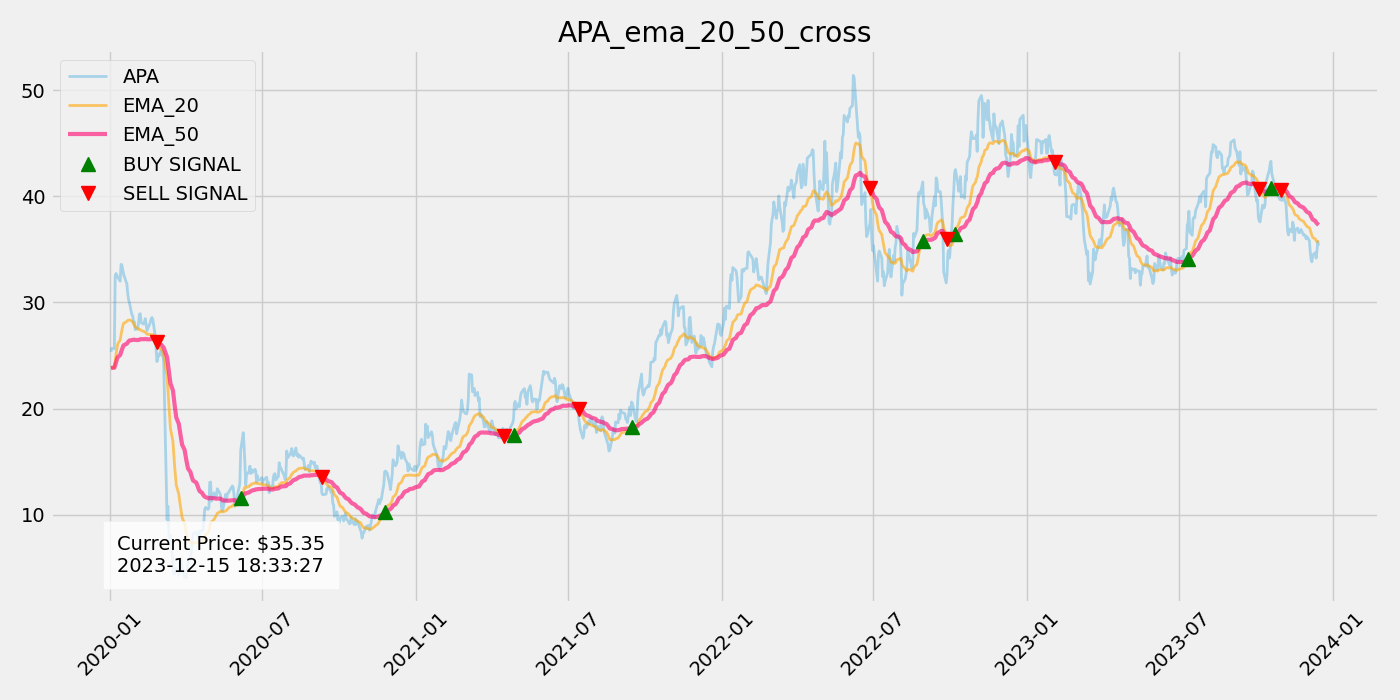 APA_ema_20_50_cross
APA
EMA_20
EMA_50
BUY SIGNAL
SELL SIGNAL
50
40
30
20
10
Current Price: $35.35
2023-12-15 18:33:27
2020-01
2020-07
2021-01
2021-07
2022-01
2022-07
2023-01
2023-07
2024-01